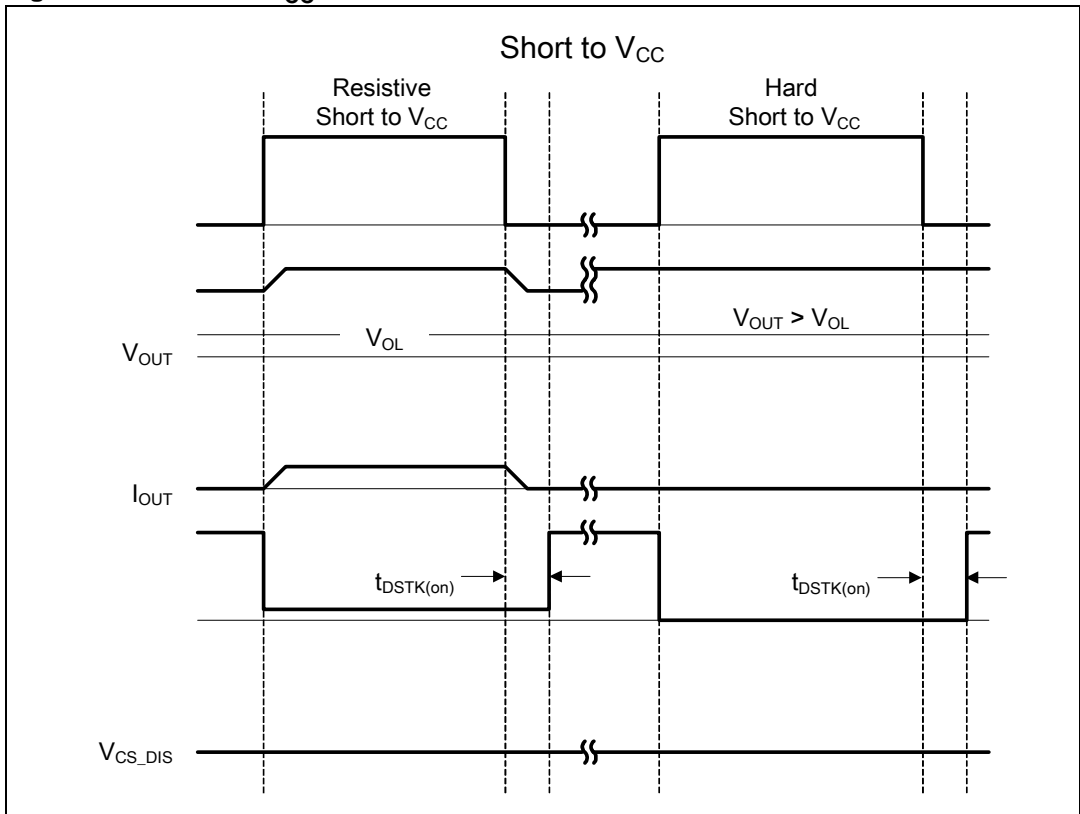 Short to VCC
Resistive
Short to VCC
Hard
Short to VCC
VOL
VOUT > VOL
VOUT
IOUT
tDSTK(on)
tDSTK(on)
VCS_DIS